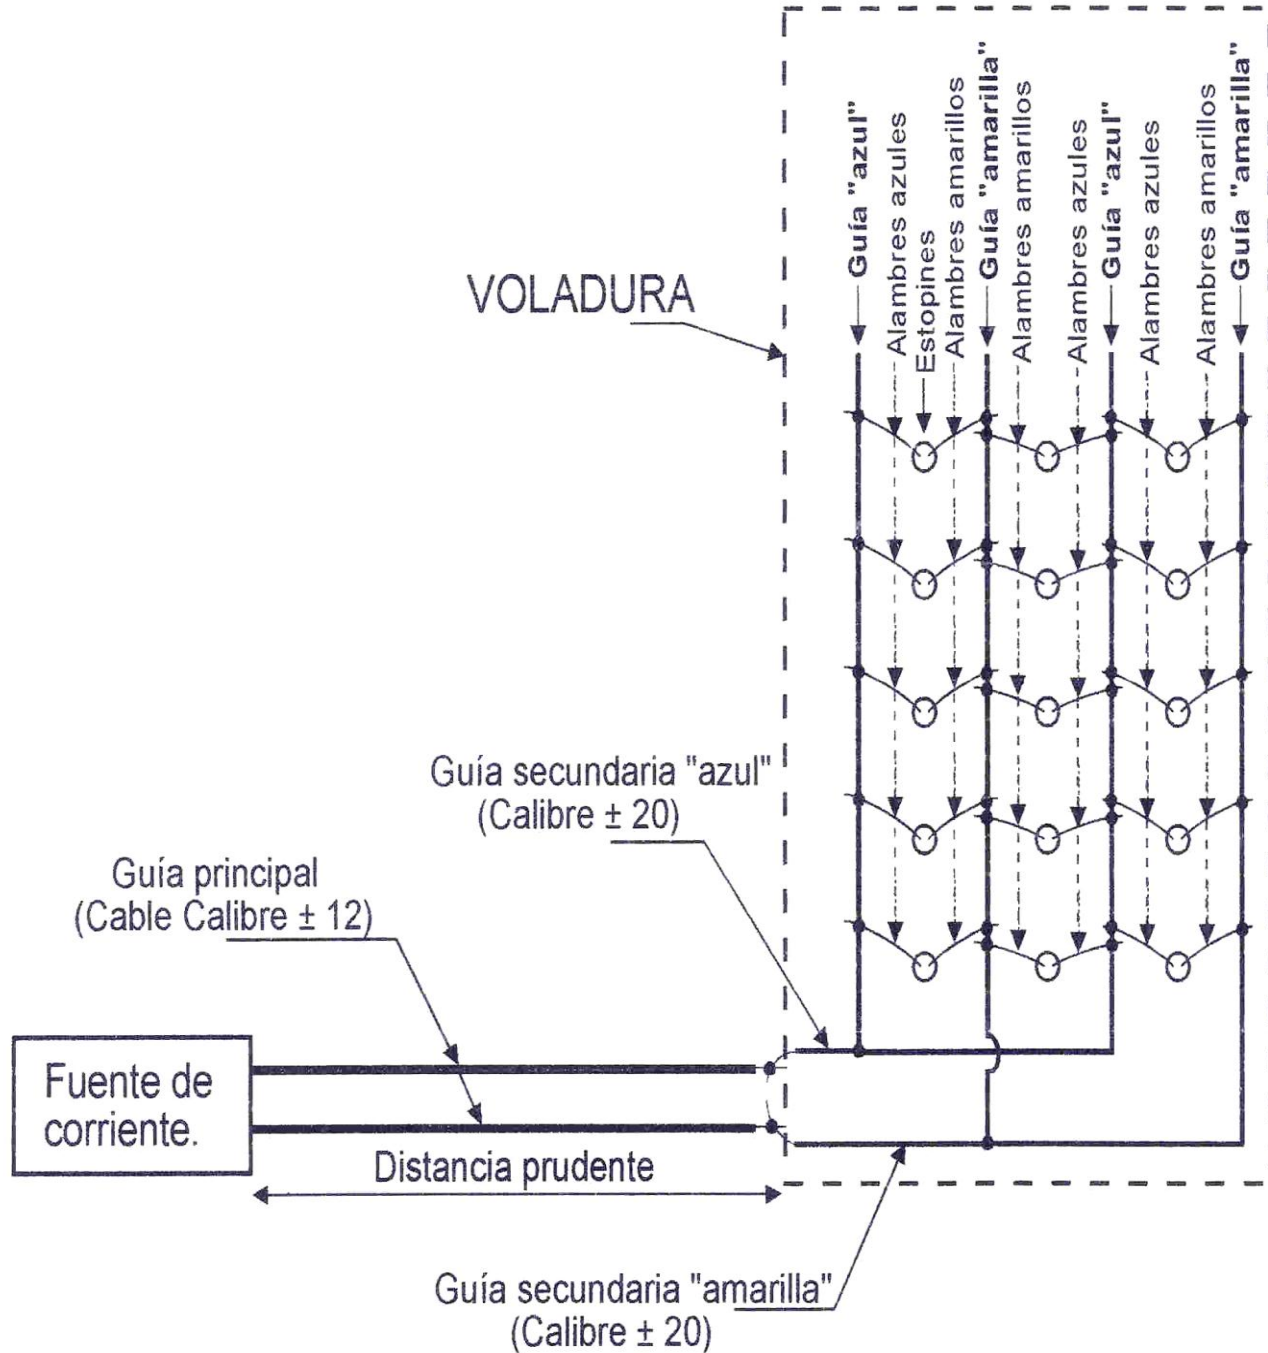 Guía "azul"
Alambres azules
Estopines
Alambres amarillos
Guía "amarilla"
Alambres amarillos
Alambres azules
Guía "azul"
Alambres azules
Alambres amarillos
Guía "amarilla"
VOLADURA
Guía secundaria "azul"
(Calibre ± 20)
Guía principal
(Cable Calibre ± 12)
Fuente de
corriente.
Distancia prudente
Guía secundaria "amarilla"
(Calibre ± 20)